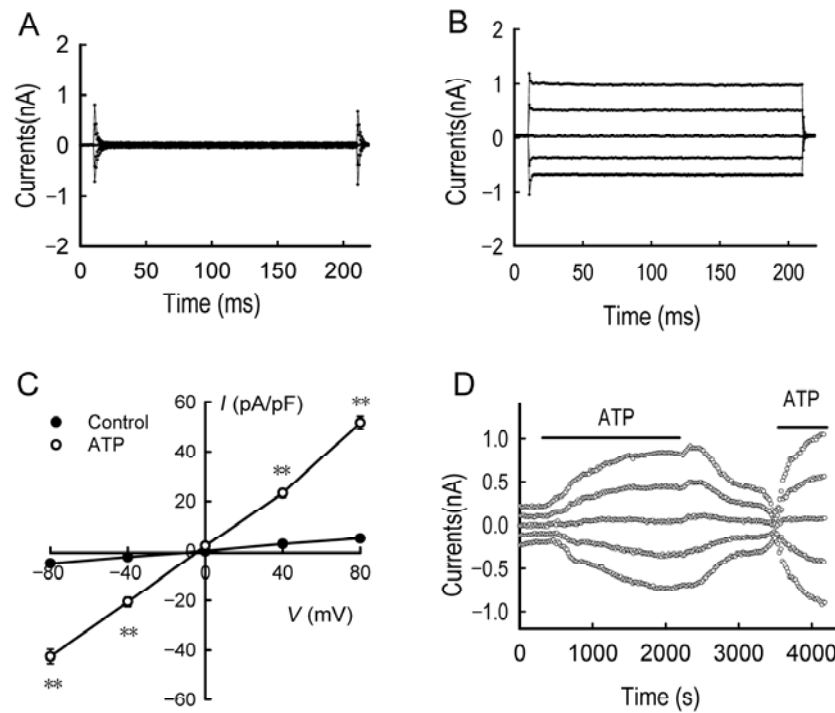 A
2
1
0
−1
−2
Currents(nA)
0 50 100 150 200
Time (ms)
B
2
1
0
−1
−2
Currents(nA)
0 50 100 150 200
Time (ms)
C
Control
ATP
I (pA/pF)
60
40
20
0
−20
−40
−60
−80 −40 0 40 80
V (mV)
**
**
**
**
D
ATP
ATP
1.0
0.5
0.0
−0.5
−1.0
Currents(nA)
0 1000 2000 3000 4000
Time (s)